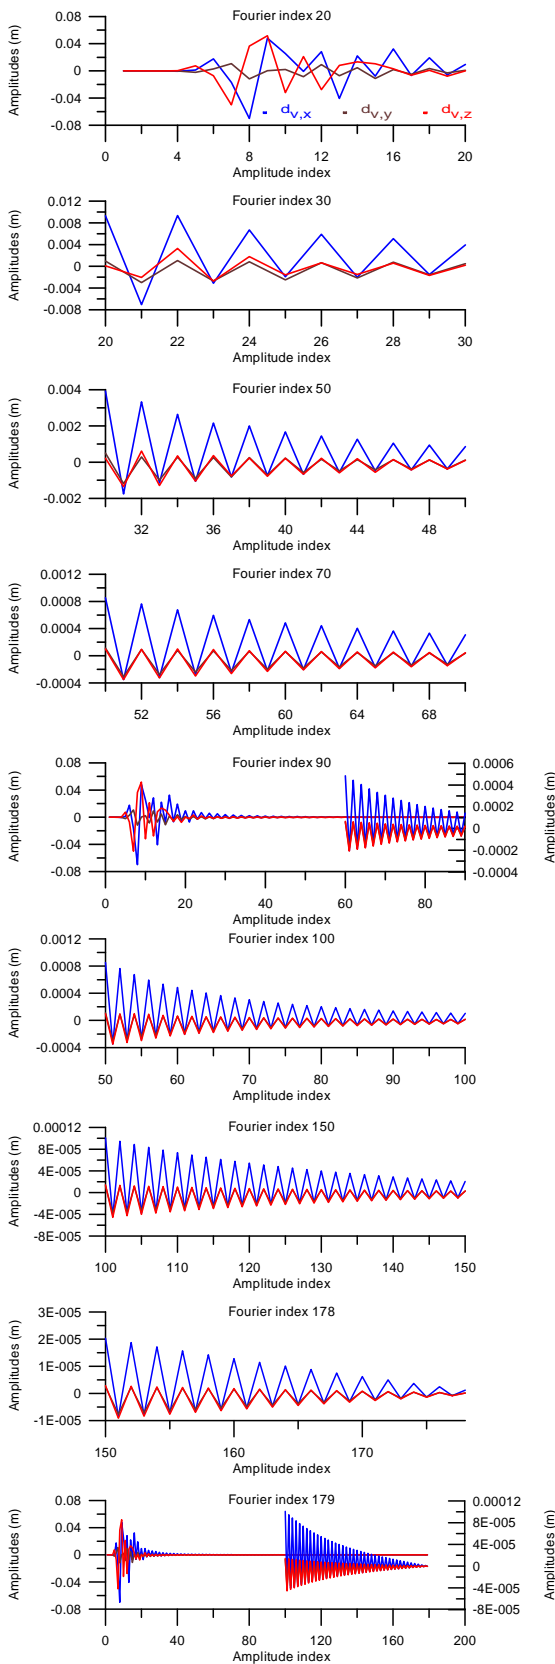 Fourier index 20
0.08
0.04
0
-0.04
-0.08
Amplitudes (m)
dv,x dv,y dv,z
0 4 8 12 16 20
Amplitude index
Fourier index 30
0.012
0.008
0.004
0
-0.004
-0.008
Amplitudes (m)
20 22 24 26 28 30
Amplitude index
Fourier index 50
0.004
0.002
0
-0.002
Amplitudes (m)
32 36 40 44 48
Amplitude index
Fourier index 70
0.0012
0.0008
0.0004
0
-0.0004
Amplitudes (m)
52 56 60 64 68
Amplitude index
Fourier index 90
0.08
0.04
0
-0.04
-0.08
Amplitudes (m)
0.0006
0.0004
0.0002
0
-0.0002
-0.0004
Amplitudes (m)
0 20 40 60 80
Amplitude index
Fourier index 100
0.0012
0.0008
0.0004
0
-0.0004
Amplitudes (m)
50 60 70 80 90 100
Amplitude index
Fourier index 150
0.00012
8E-005
4E-005
0
-4E-005
-8E-005
Amplitudes (m)
100 110 120 130 140 150
Amplitude index
Fourier index 178
3E-005
2E-005
1E-005
0
-1E-005
Amplitudes (m)
150 160 170
Amplitude index
Fourier index 179
0.08
0.04
0
-0.04
-0.08
Amplitudes (m)
0.00012
8E-005
4E-005
0
-4E-005
-8E-005
Amplitudes (m)
0 40 80 120 160 200
Amplitude index